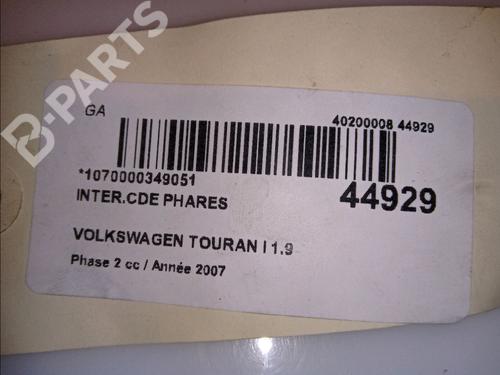 B-PARTS
GA
40200008 44929
*1070000349051
44929
INTER.CDE PHARES
VOLKSWAGEN TOURAN I 1.9
Phase 2 cc / Année 2007